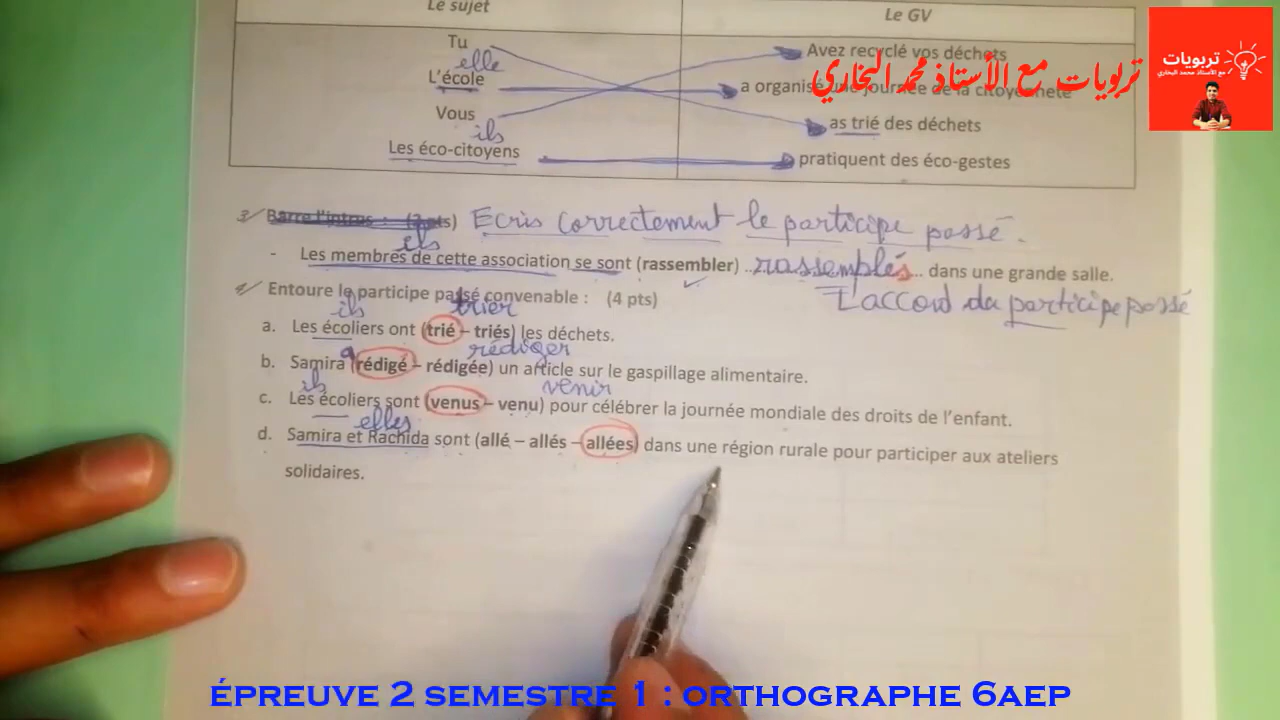 Le sujet
Le GV
Tu
elle
L'école
Vous
ils
Les éco-citoyens
Avez recyclé vos déchets
a organisé une journée de la citoyenneté
as trié des déchets
pratiquent des éco-gestes
تربويات مع الأستاذ محمد البخاري
تربويات
مع الأستاذ محمد البخاري
3/ Barre l'intrus : (2 pts) Ecris correctement le participe passé.
ils
- Les membres de cette association se sont (rassembler) ..rassemplés... dans une grande salle.
L'accord du participe passé
4/ Entoure le participe passé convenable : (4 pts)
ils trier
a. Les écoliers ont (trié – triés) les déchets.
rédiger
b. Samira a (rédigé – rédigée) un article sur le gaspillage alimentaire.
ils venir
c. Les écoliers sont (venus – venu) pour célébrer la journée mondiale des droits de l'enfant.
elles
d. Samira et Rachida sont (allé – allés – allées) dans une région rurale pour participer aux ateliers
solidaires.
ÉPREUVE 2 SEMESTRE 1 : ORTHOGRAPHE 6AEP